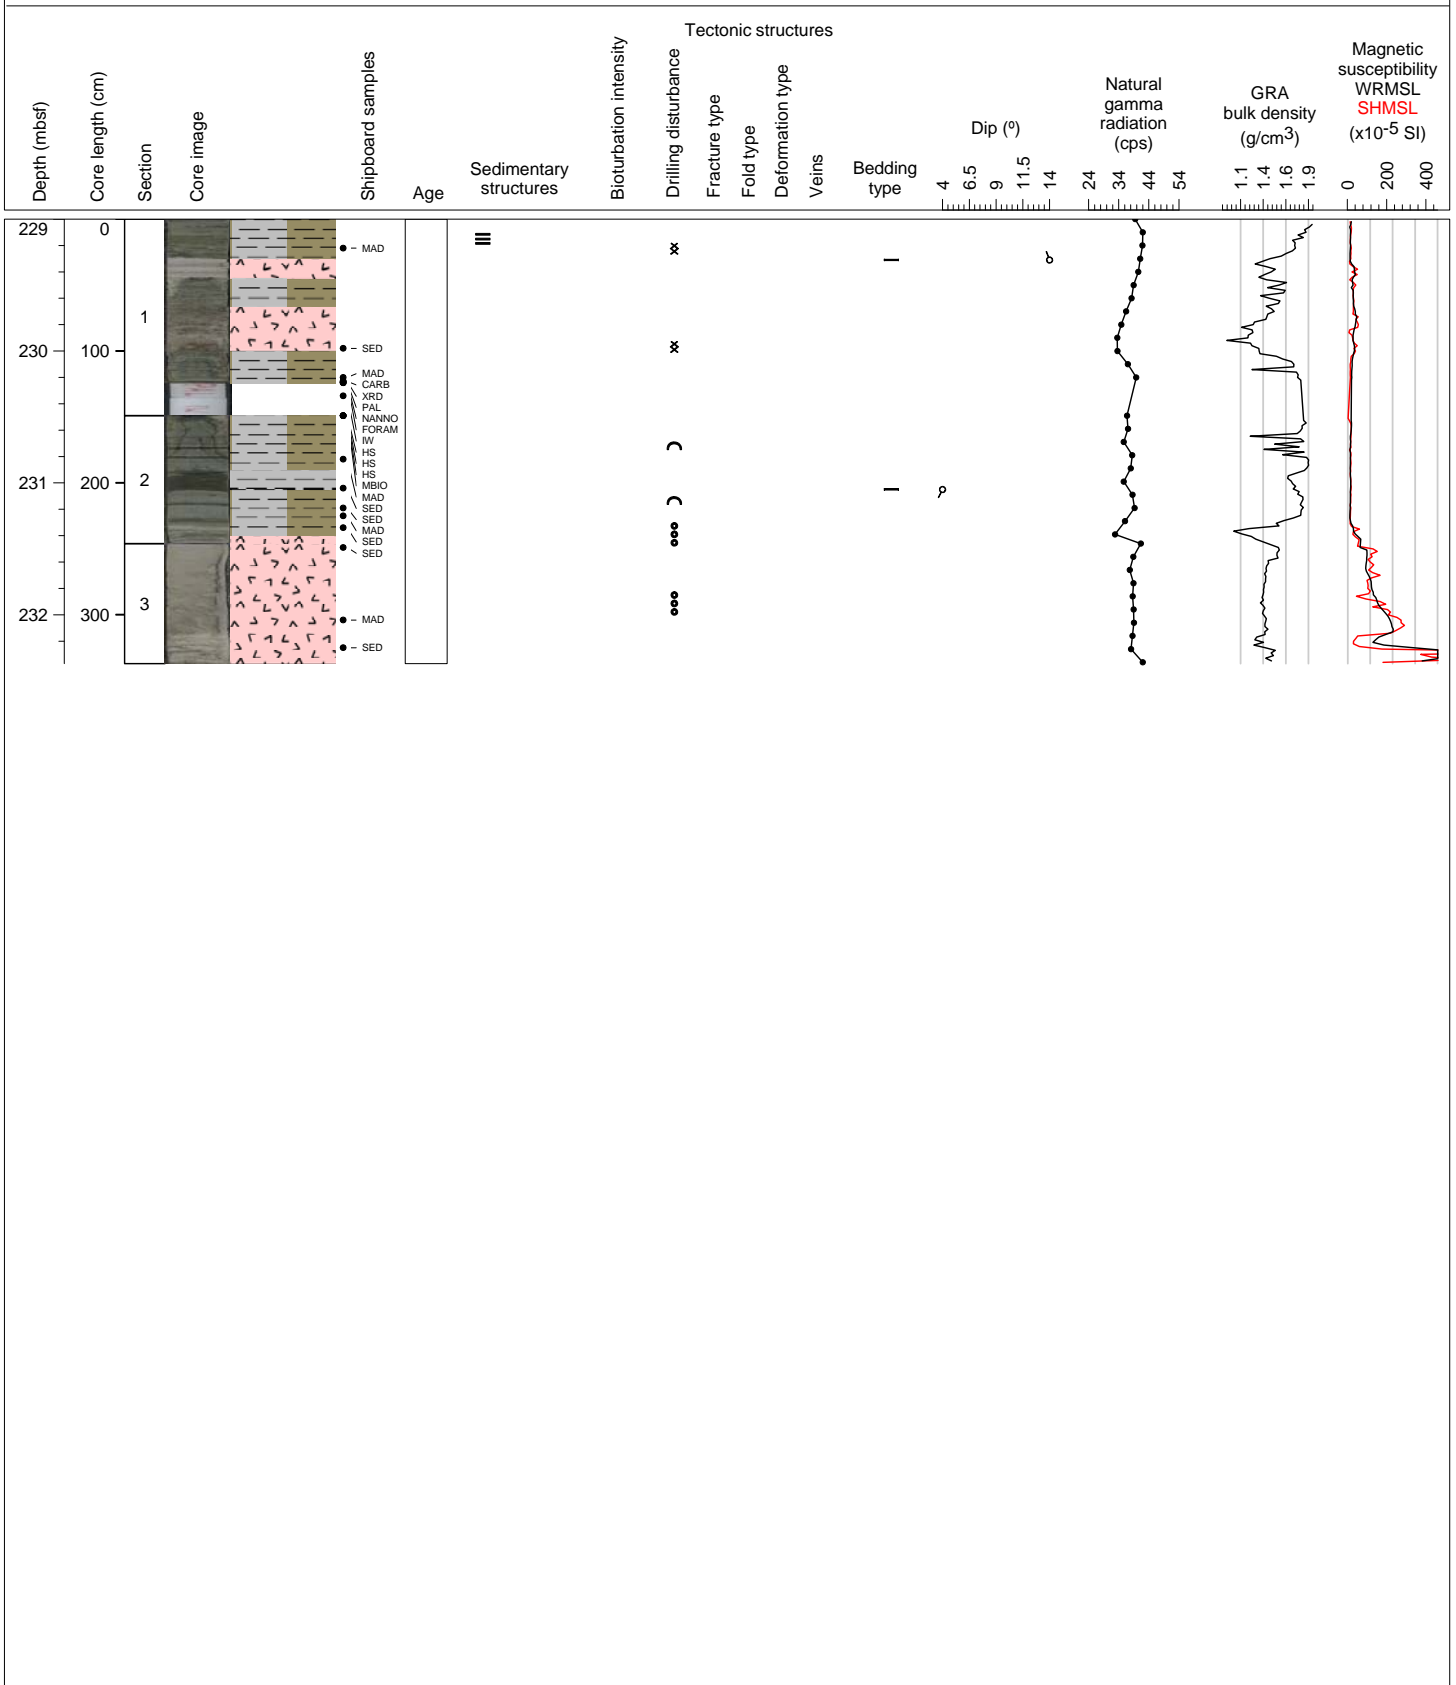 Tectonic structures
Depth (mbsf)
Core length (cm)
Section
Core image
Shipboard samples
Age
Sedimentary
structures
Bioturbation intensity
Drilling disturbance
Fracture type
Fold type
Deformation type
Veins
Bedding
type
Dip (º)
4
6.5
9
11.5
14
Natural
gamma
radiation
(cps)
24
34
44
54
GRA
bulk density
(g/cm3)
1.1
1.4
1.6
1.9
Magnetic
susceptibility
WRMSL
SHMSL
(x10-5 SI)
0
200
400
229
230
231
232
0
100
200
300
1
2
3
MAD
SED
MAD
CARB
XRD
PAL
NANNO
FORAM
IW
HS
HS
HS
MBIO
MAD
SED
SED
MAD
SED
SED
MAD
SED